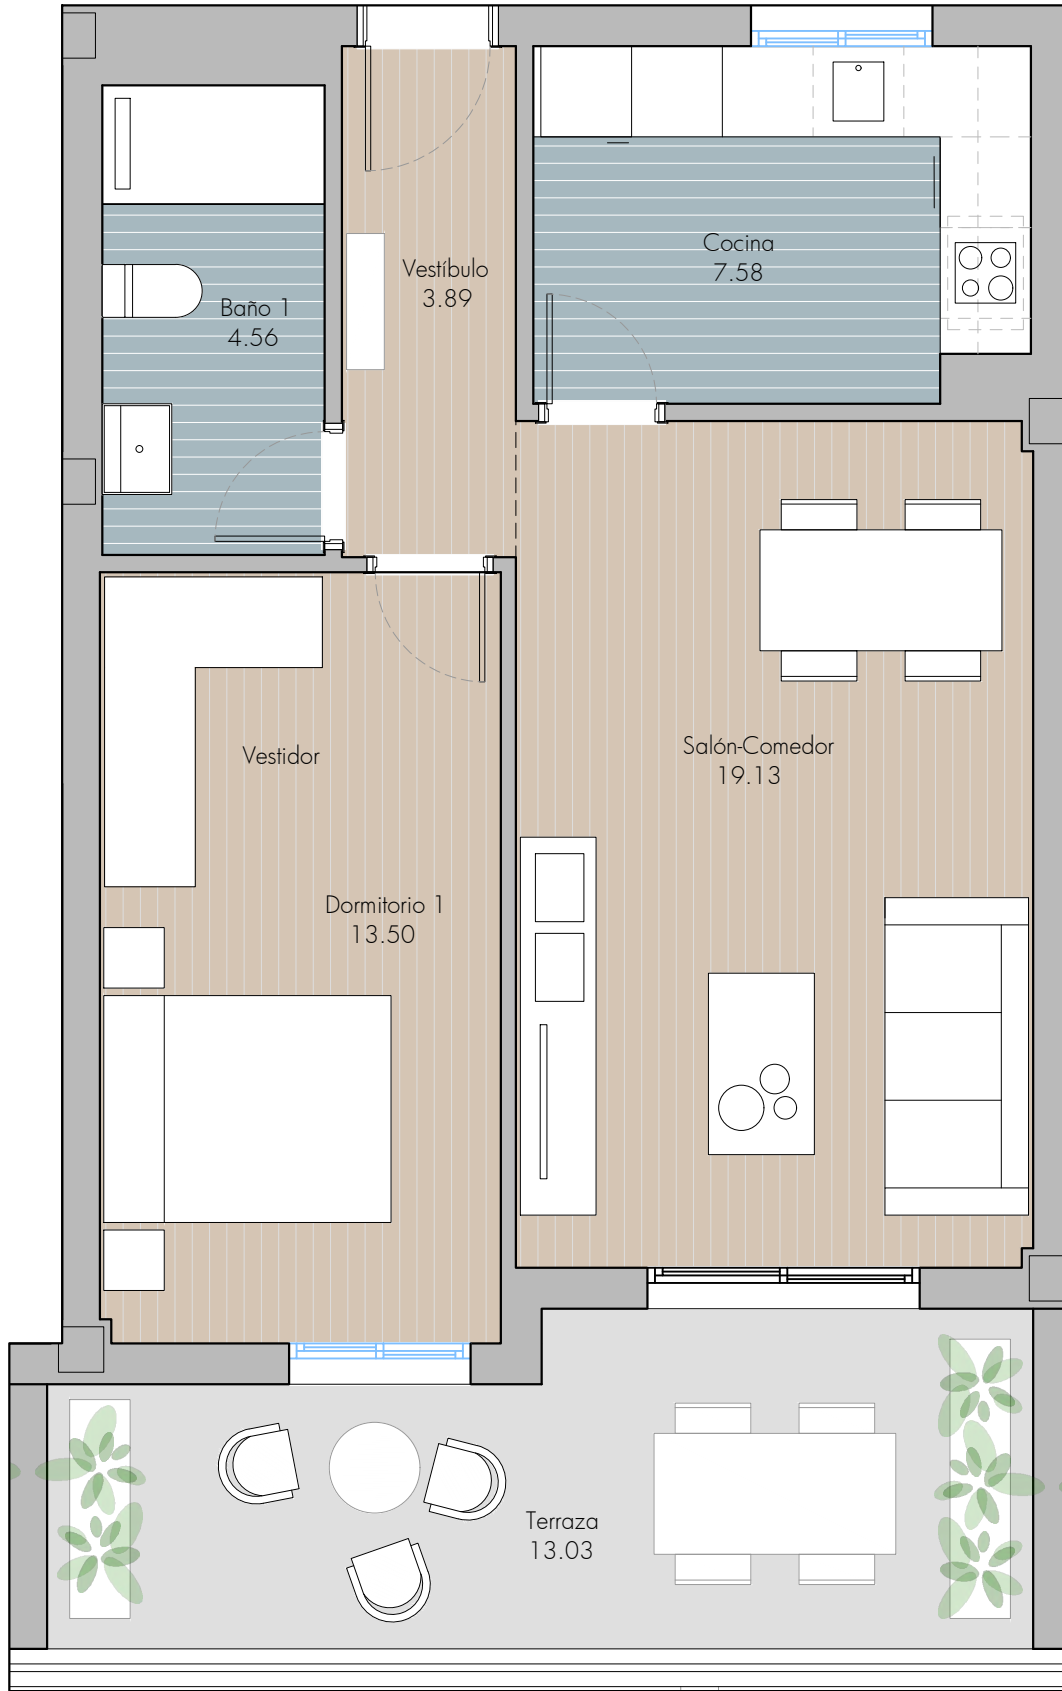 Cocina
7.58
Vestíbulo
3.89
Baño 1
4.56
Salón-Comedor
19.13
Vestidor
Dormitorio 1
13.50
Terraza
13.03